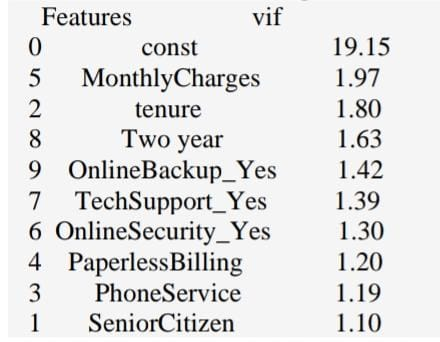 Features vif
0 const 19.15
5 MonthlyCharges 1.97
2 tenure 1.80
8 Two year 1.63
9 OnlineBackup_Yes 1.42
7 TechSupport_Yes 1.39
6 OnlineSecurity_Yes 1.30
4 PaperlessBilling 1.20
3 PhoneService 1.19
1 SeniorCitizen 1.10